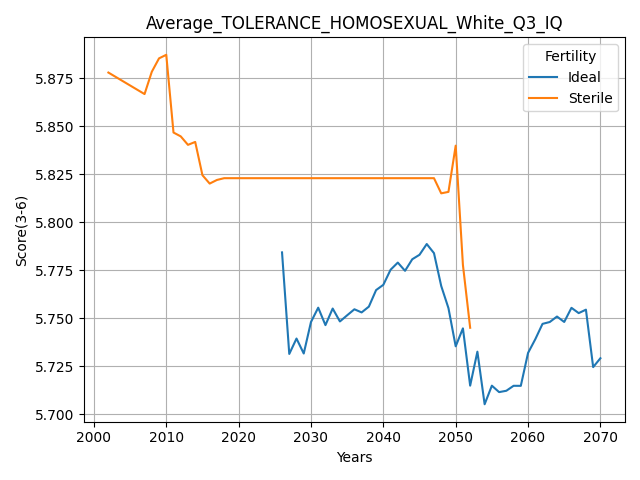 Average_TOLERANCE_HOMOSEXUAL_White_Q3_IQ
Fertility
Ideal
Sterile
Score(3-6)
5.875
5.850
5.825
5.800
5.775
5.750
5.725
5.700
2000 2010 2020 2030 2040 2050 2060 2070
Years